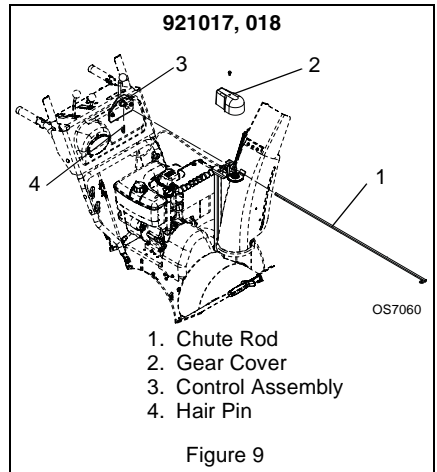 921017, 018
3
2
4
1
OS7060
1. Chute Rod
2. Gear Cover
3. Control Assembly
4. Hair Pin
Figure 9